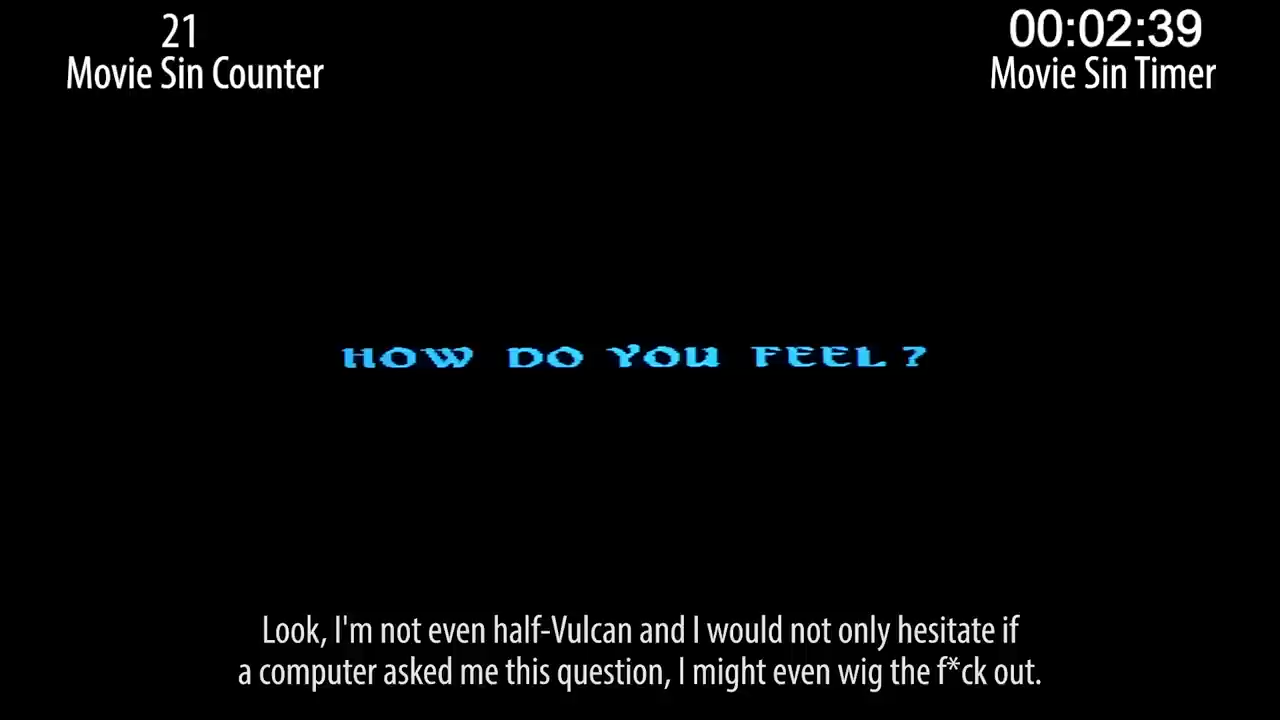 21
Movie Sin Counter
00:02:39
Movie Sin Timer
HOW DO YOU FEEL?
Look, I'm not even half-Vulcan and I would not only hesitate if
a computer asked me this question, I might even wig the f*ck out.